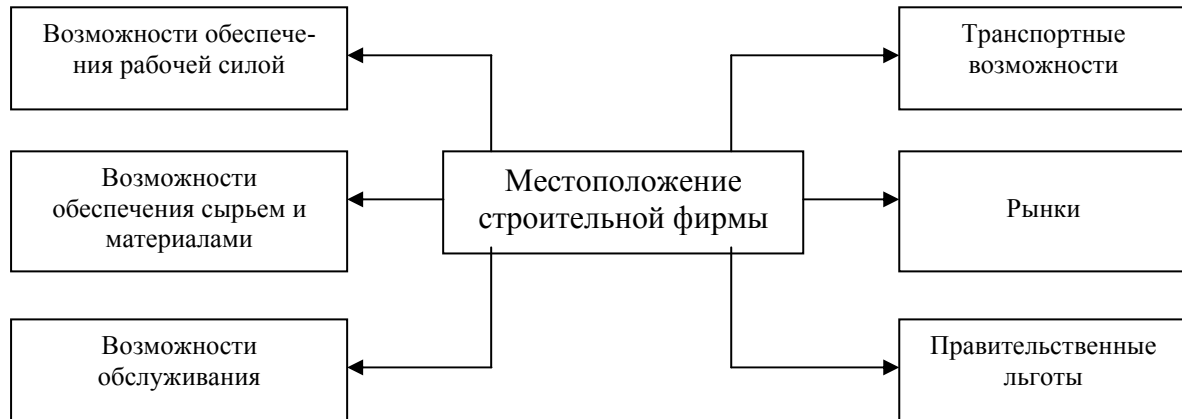 Возможности обеспече-
ния рабочей силой
Транспортные
возможности
Возможности
обеспечения сырьем и
материалами
Местоположение
строительной фирмы
Рынки
Возможности
обслуживания
Правительственные
льготы